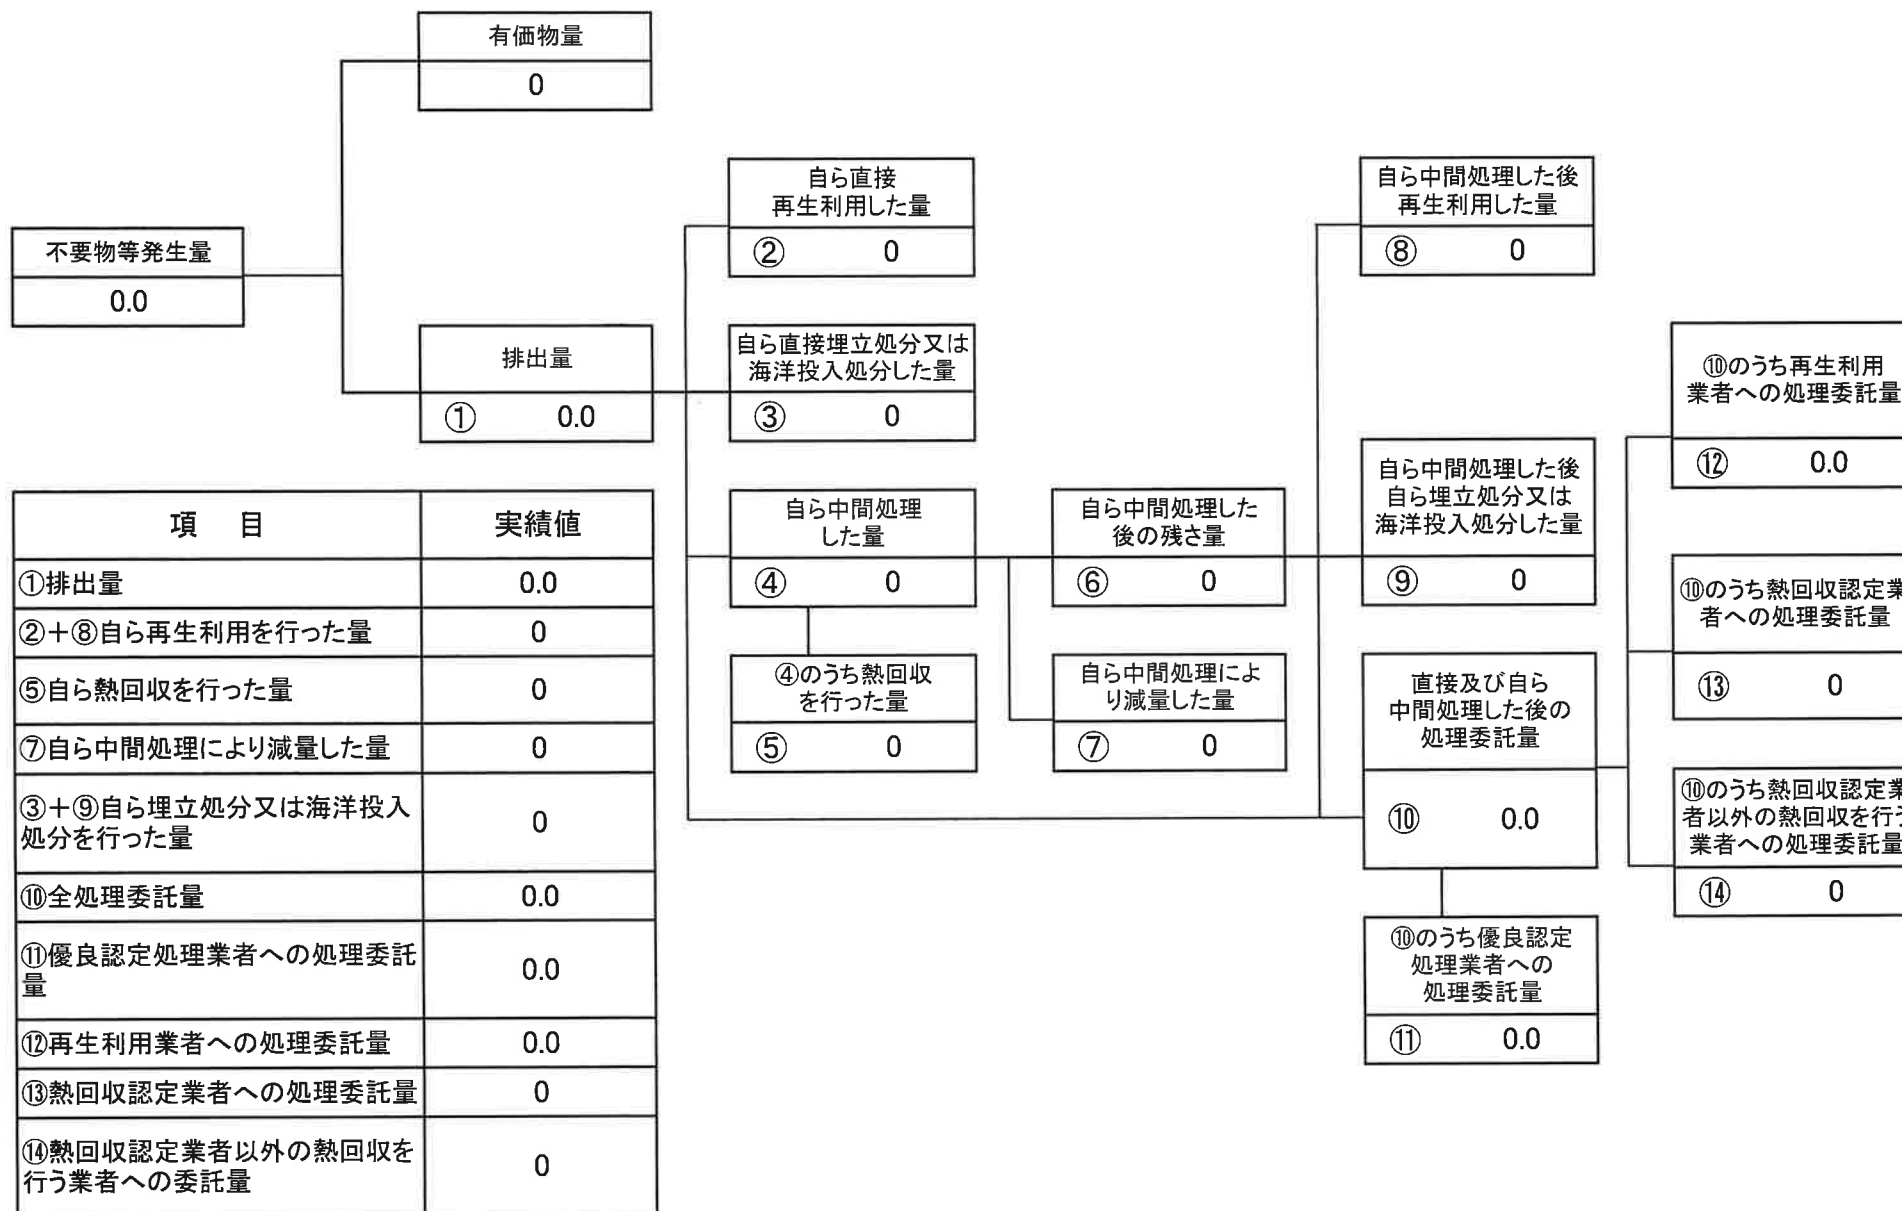 有価物量
0
不要物等発生量
0.0
排出量
① 0.0
自ら直接
再生利用した量
② 0
自ら直接埋立処分又は
海洋投入処分した量
③ 0
自ら中間処理
した量
④ 0
④のうち熱回収
を行った量
⑤ 0
自ら中間処理した
後の残さ量
⑥ 0
自ら中間処理によ
り減量した量
⑦ 0
自ら中間処理した後
再生利用した量
⑧ 0
自ら中間処理した後
自ら埋立処分又は
海洋投入処分した量
⑨ 0
直接及び自ら
中間処理した後の
処理委託量
⑩ 0.0
⑩のうち優良認定
処理業者への
処理委託量
⑪ 0.0
⑩のうち再生利用
業者への処理委託量
⑫ 0.0
⑩のうち熱回収認定業
者への処理委託量
⑬ 0
⑩のうち熱回収認定業
者以外の熱回収を行う
業者への処理委託量
⑭ 0
項 目 実績値
①排出量 0.0
②+⑧自ら再生利用を行った量 0
⑤自ら熱回収を行った量 0
⑦自ら中間処理により減量した量 0
③+⑨自ら埋立処分又は海洋投入
処分を行った量 0
⑩全処理委託量 0.0
⑪優良認定処理業者への処理委託
量 0.0
⑫再生利用業者への処理委託量 0.0
⑬熱回収認定業者への処理委託量 0
⑭熱回収認定業者以外の熱回収を
行う業者への委託量 0